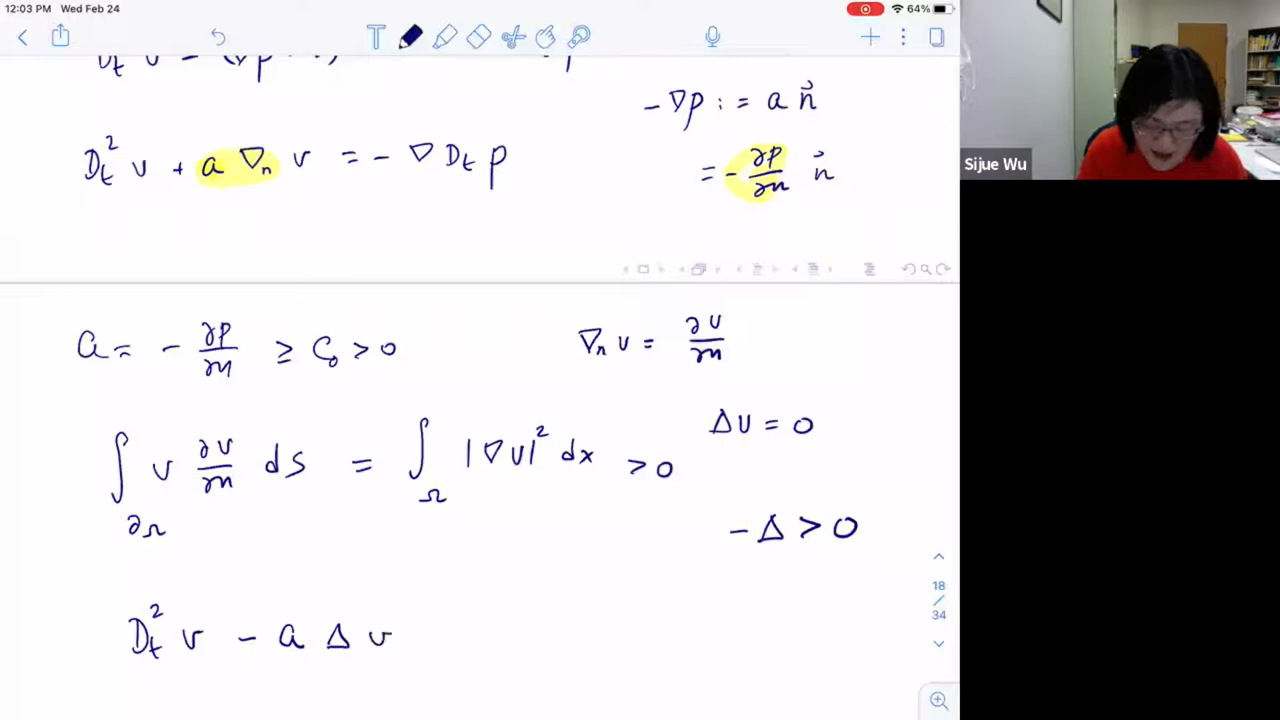 12:03 PM Wed Feb 24
64%
T
-∇p := a n⃗
D_t² v + a ∇_n v = - ∇ D_t p
= - ∂p/∂n n⃗
a = - ∂p/∂n ≥ c₀ > 0
∇_n v = ∂v/∂n
Δv = 0
∫_∂Ω v ∂v/∂n dS = ∫_Ω |∇v|² dx > 0
-Δ > 0
D_t² v - a Δ v
18
/
34
Sijue Wu